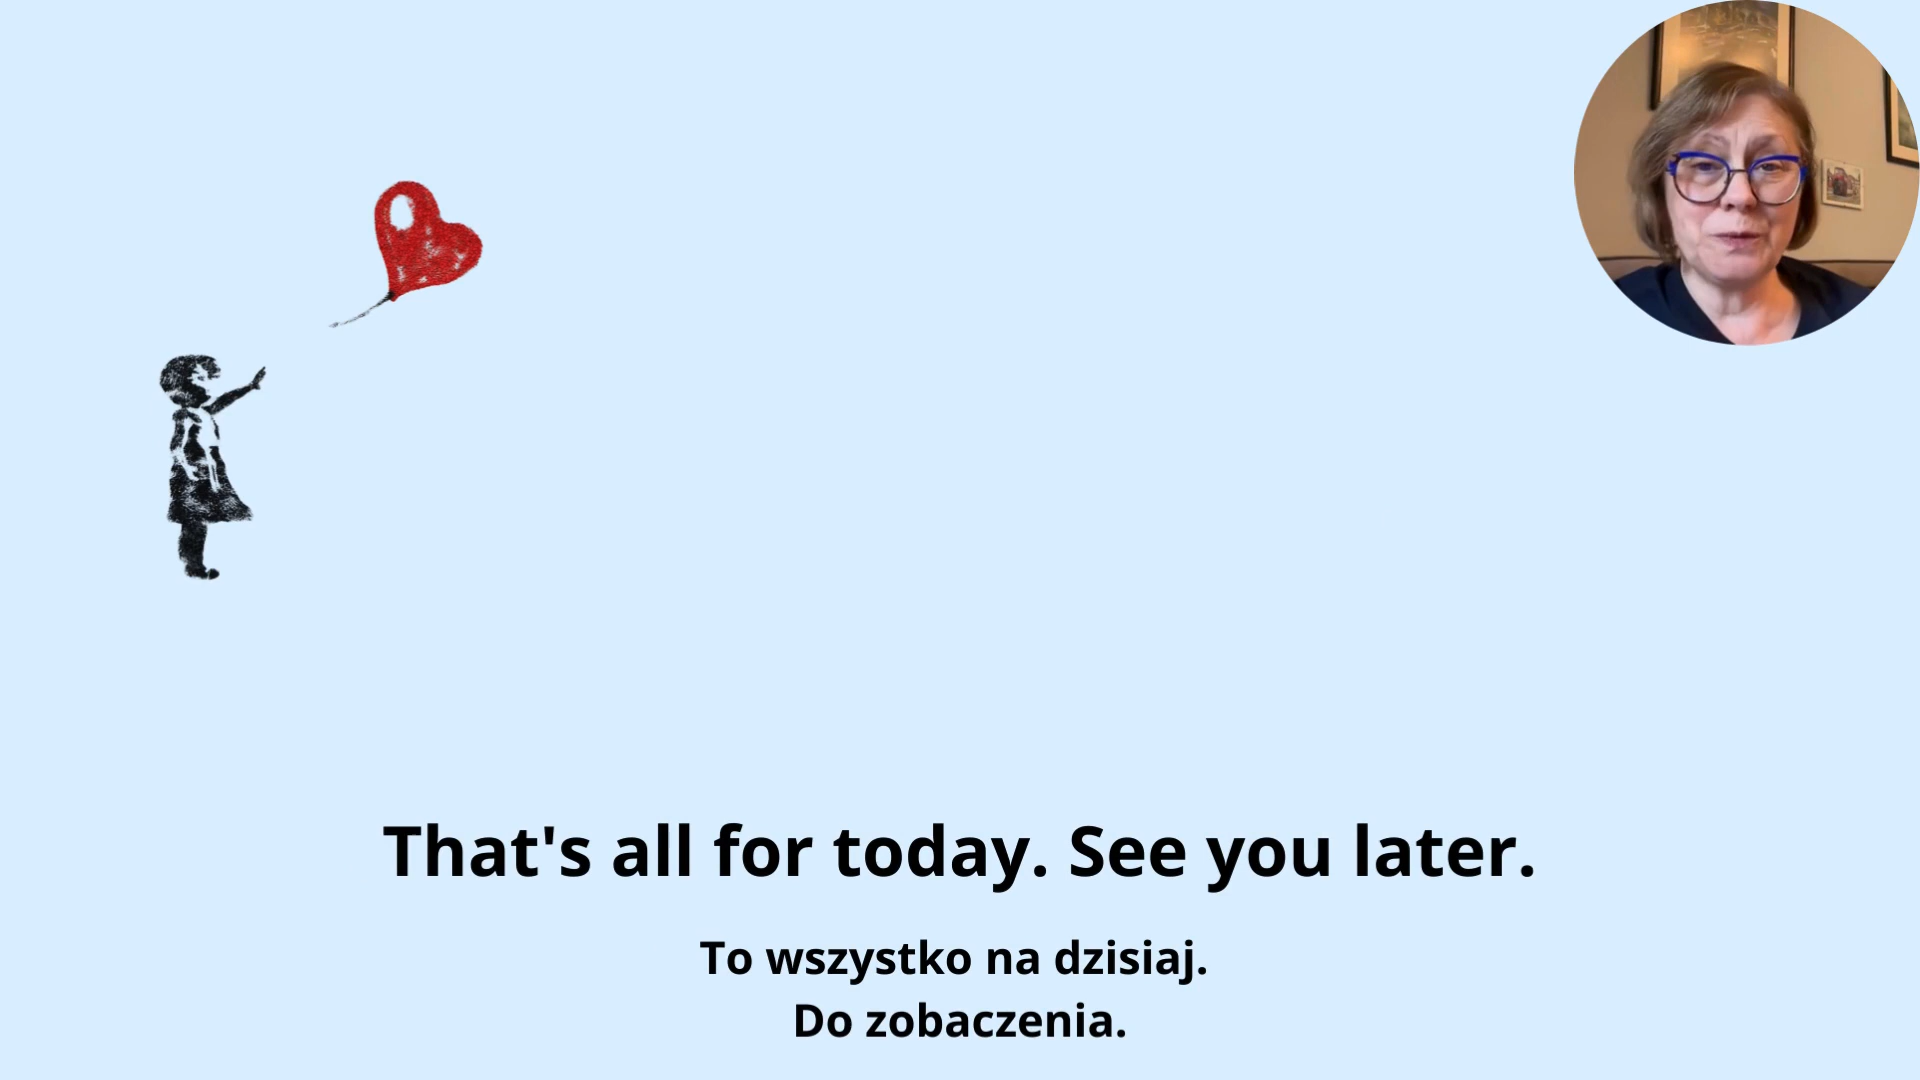 That's all for today. See you later.
To wszystko na dzisiaj.
Do zobaczenia.